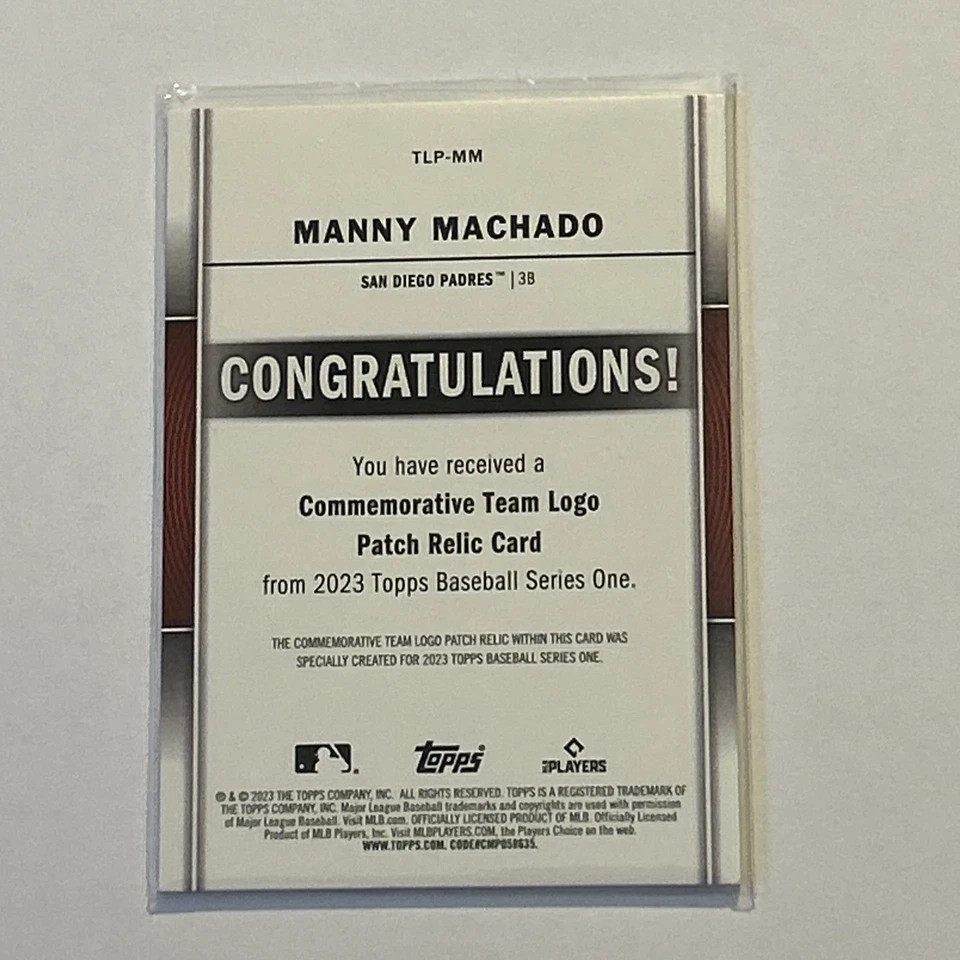 TLP-MM
MANNY MACHADO
SAN DIEGO PADRES™ | 3B
CONGRATULATIONS!
You have received a
Commemorative Team Logo
Patch Relic Card
from 2023 Topps Baseball Series One.
THE COMMEMORATIVE TEAM LOGO PATCH RELIC WITHIN THIS CARD WAS
SPECIALLY CREATED FOR 2023 TOPPS BASEBALL SERIES ONE.
Topps
MLB PLAYERS
® & © 2023 THE TOPPS COMPANY, INC. ALL RIGHTS RESERVED. TOPPS IS A REGISTERED TRADEMARK OF
THE TOPPS COMPANY, INC. Major League Baseball trademarks and copyrights are used with permission
of Major League Baseball. Visit MLB.com. OFFICIALLY LICENSED PRODUCT OF MLB. Officially Licensed
Product of MLB Players, Inc. Visit MLBPLAYERS.COM, the Players Choice on the web.
WWW.TOPPS.COM. CODE#CMP058635.